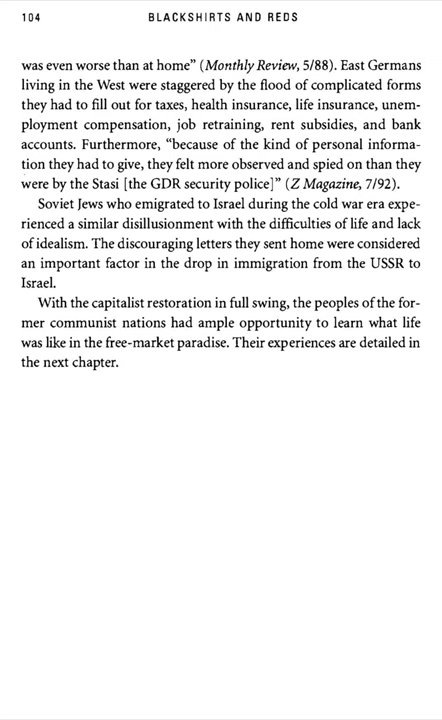 104 BLACKSHIRTS AND REDS
was even worse than at home” (Monthly Review, 5/88). East Germans
living in the West were staggered by the flood of complicated forms
they had to fill out for taxes, health insurance, life insurance, unem-
ployment compensation, job retraining, rent subsidies, and bank
accounts. Furthermore, “because of the kind of personal informa-
tion they had to give, they felt more observed and spied on than they
were by the Stasi [the GDR security police]” (Z Magazine, 7/92).
Soviet Jews who emigrated to Israel during the cold war era expe-
rienced a similar disillusionment with the difficulties of life and lack
of idealism. The discouraging letters they sent home were considered
an important factor in the drop in immigration from the USSR to
Israel.
With the capitalist restoration in full swing, the peoples of the for-
mer communist nations had ample opportunity to learn what life
was like in the free-market paradise. Their experiences are detailed in
the next chapter.